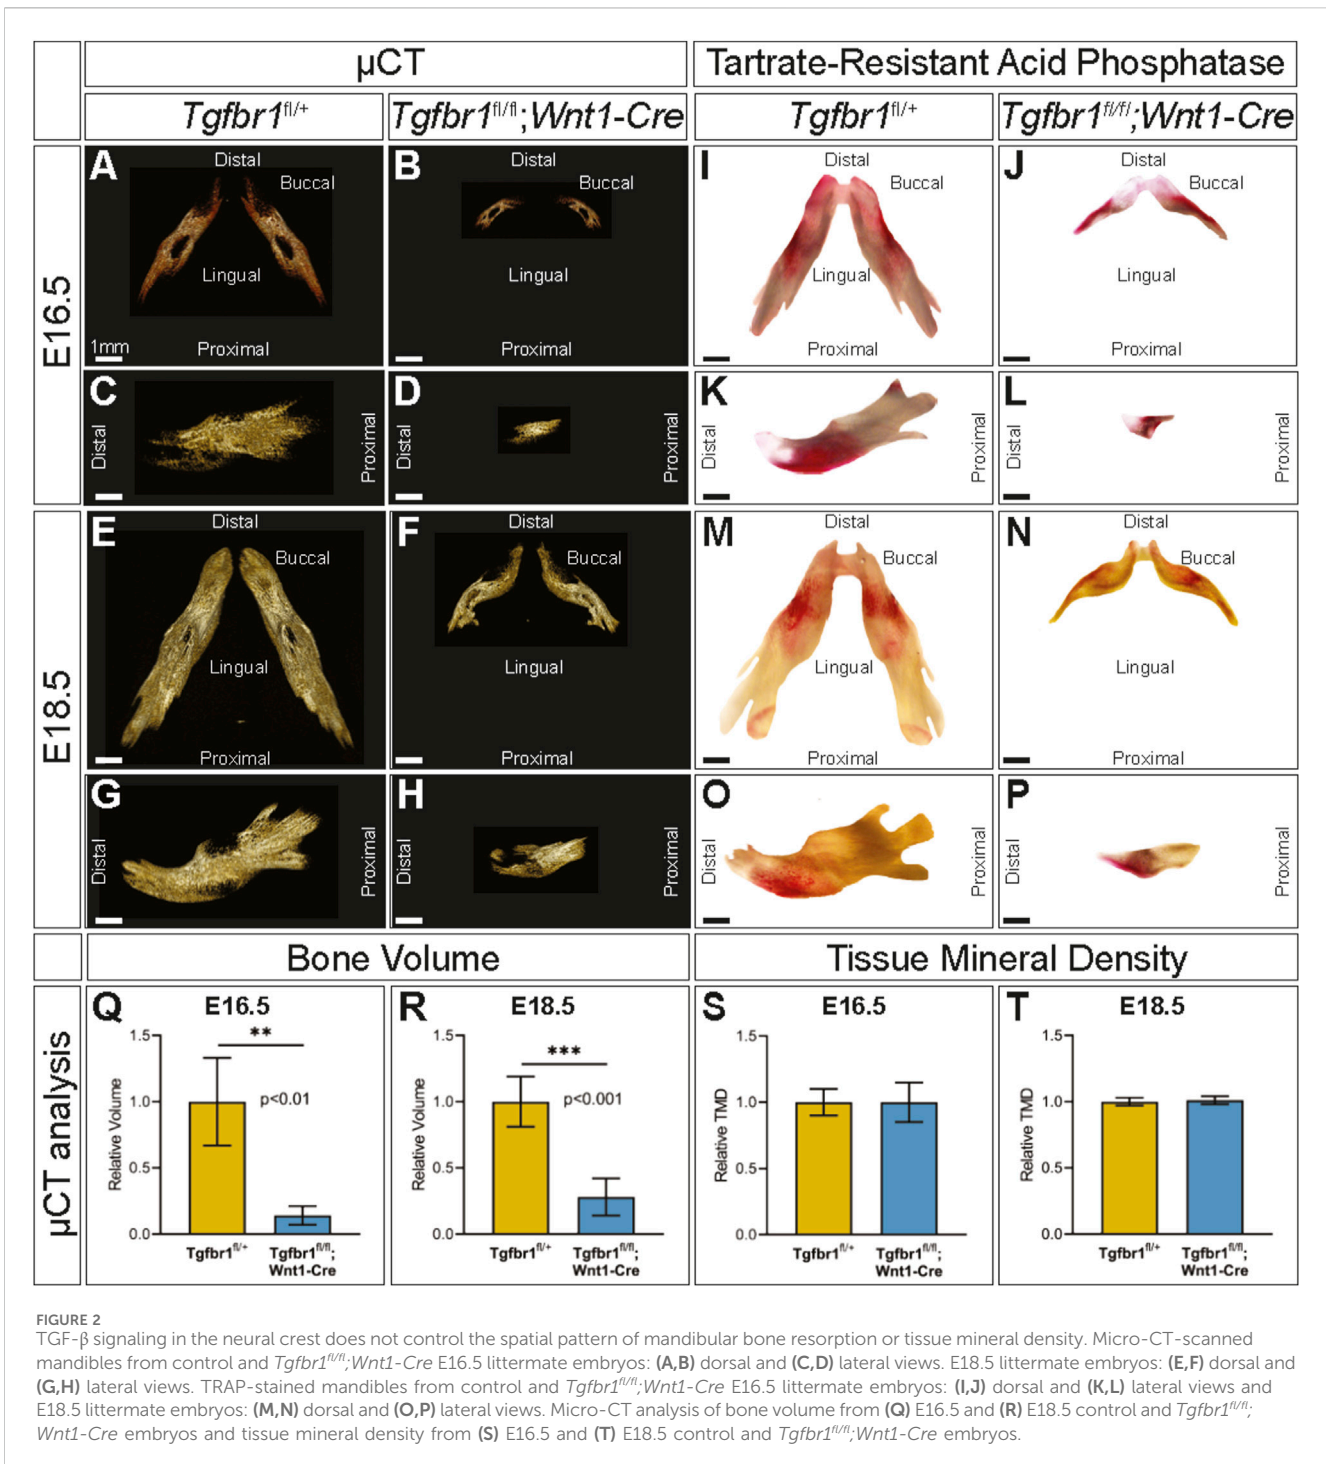 µCT
Tartrate-Resistant Acid Phosphatase
Tgfbr1fl/+
Tgfbr1fl/fl;Wnt1-Cre
Tgfbr1fl/+
Tgfbr1fl/fl;Wnt1-Cre
E16.5
A
Distal
Buccal
Lingual
1mm
Proximal
B
Distal
Buccal
Lingual
Proximal
I
Distal
Buccal
Lingual
Proximal
J
Distal
Buccal
Lingual
Proximal
C
Distal
Proximal
D
Distal
Proximal
K
Distal
Proximal
L
Distal
Proximal
E18.5
E
Distal
Buccal
Lingual
Proximal
F
Distal
Buccal
Lingual
Proximal
M
Distal
Buccal
Lingual
Proximal
N
Distal
Buccal
Lingual
Proximal
G
Distal
Proximal
H
Distal
Proximal
O
Distal
Proximal
P
Distal
Proximal
Bone Volume
Tissue Mineral Density
µCT analysis
Q
E16.5
Relative Volume
1.5
1.0
0.5
0.0
**
p<0.01
Tgfbr1fl/+
Tgfbr1fl/fl;
Wnt1-Cre
R
E18.5
Relative Volume
1.5
1.0
0.5
0.0
***
p<0.001
Tgfbr1fl/+
Tgfbr1fl/fl;
Wnt1-Cre
S
E16.5
Relative TMD
1.5
1.0
0.5
0.0
Tgfbr1fl/+
Tgfbr1fl/fl;
Wnt1-Cre
T
E18.5
Relative TMD
1.5
1.0
0.5
0.0
Tgfbr1fl/+
Tgfbr1fl/fl;
Wnt1-Cre
FIGURE 2
TGF-β signaling in the neural crest does not control the spatial pattern of mandibular bone resorption or tissue mineral density. Micro-CT-scanned
mandibles from control and Tgfbr1fl/fl;Wnt1-Cre E16.5 littermate embryos: (A,B) dorsal and (C,D) lateral views. E18.5 littermate embryos: (E,F) dorsal and
(G,H) lateral views. TRAP-stained mandibles from control and Tgfbr1fl/fl;Wnt1-Cre E16.5 littermate embryos: (I,J) dorsal and (K,L) lateral views and
E18.5 littermate embryos: (M,N) dorsal and (O,P) lateral views. Micro-CT analysis of bone volume from (Q) E16.5 and (R) E18.5 control and Tgfbr1fl/fl;
Wnt1-Cre embryos and tissue mineral density from (S) E16.5 and (T) E18.5 control and Tgfbr1fl/fl;Wnt1-Cre embryos.